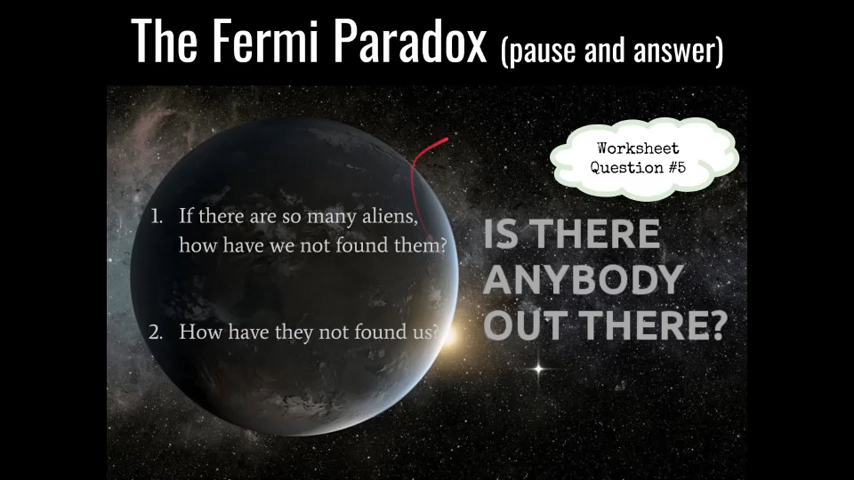 The Fermi Paradox (pause and answer)
Worksheet
Question #5
1. If there are so many aliens,
how have we not found them?
2. How have they not found us?
IS THERE
ANYBODY
OUT THERE?